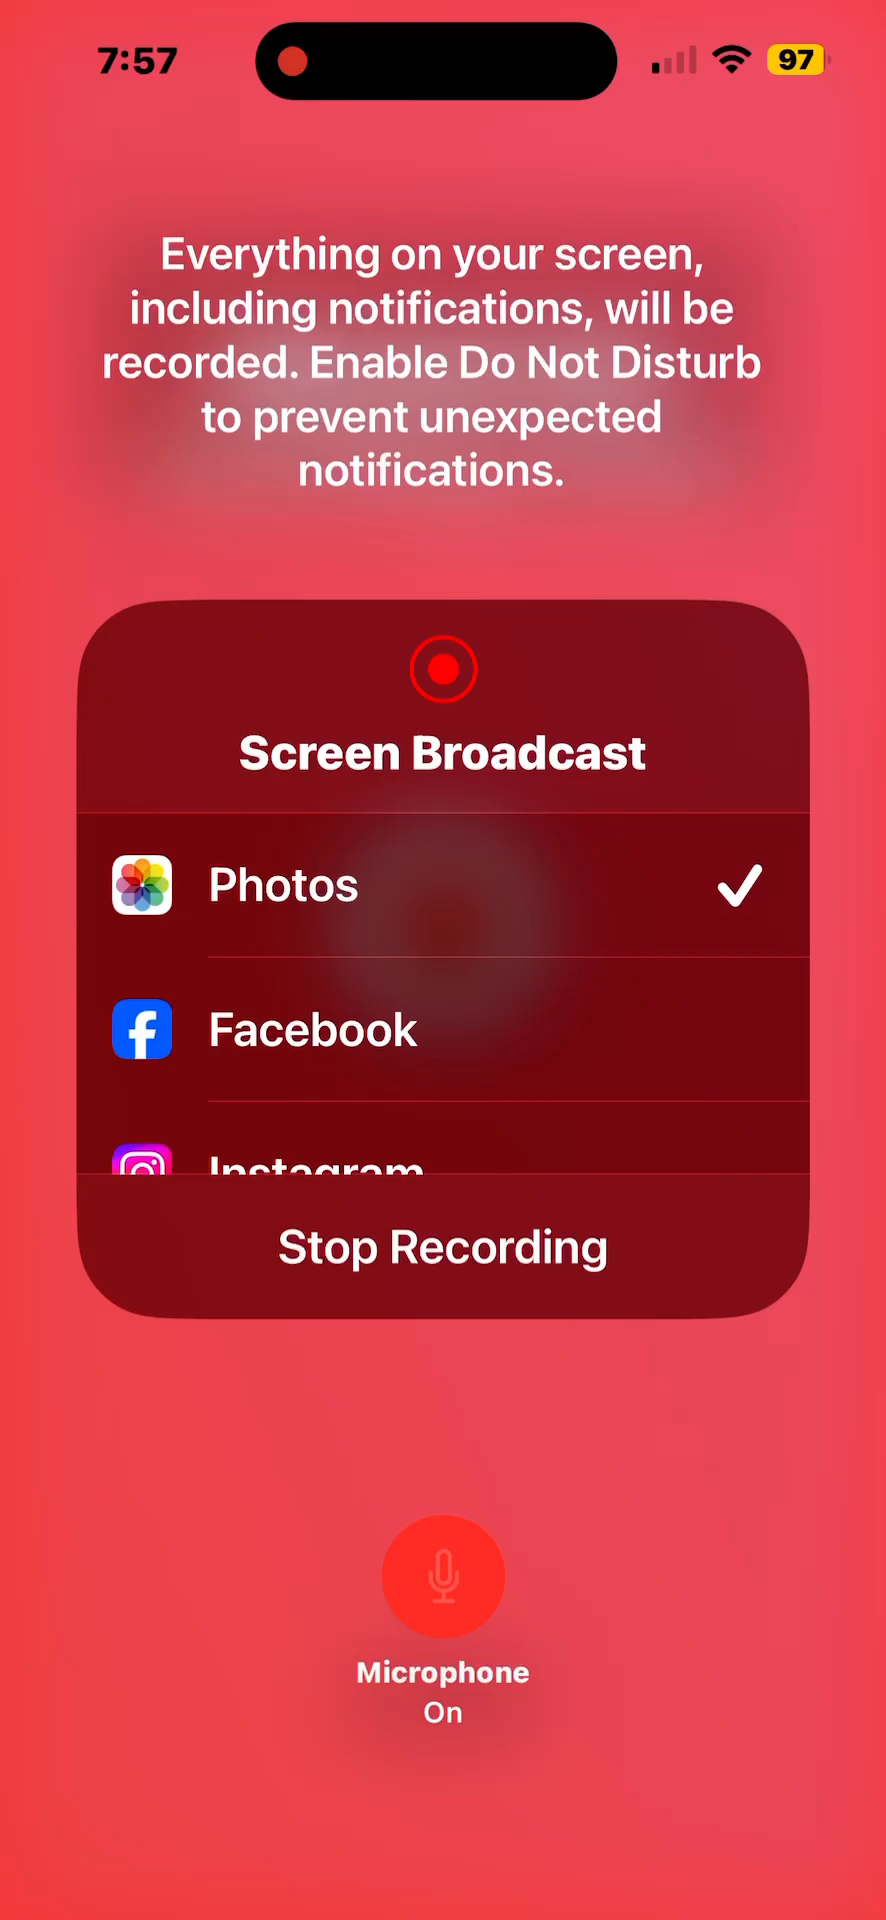 7:57
97
Everything on your screen,
including notifications, will be
recorded. Enable Do Not Disturb
to prevent unexpected
notifications.
Screen Broadcast
Photos
Facebook
Instagram
Stop Recording
Microphone
On